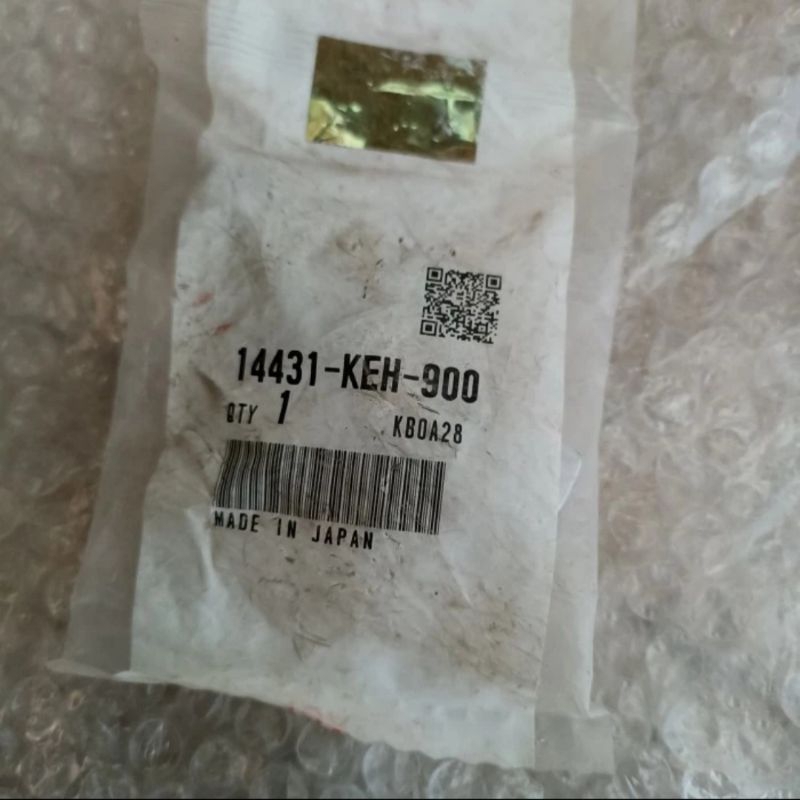 14431-KEH-900
QTY 1 KB0A28
MADE IN JAPAN